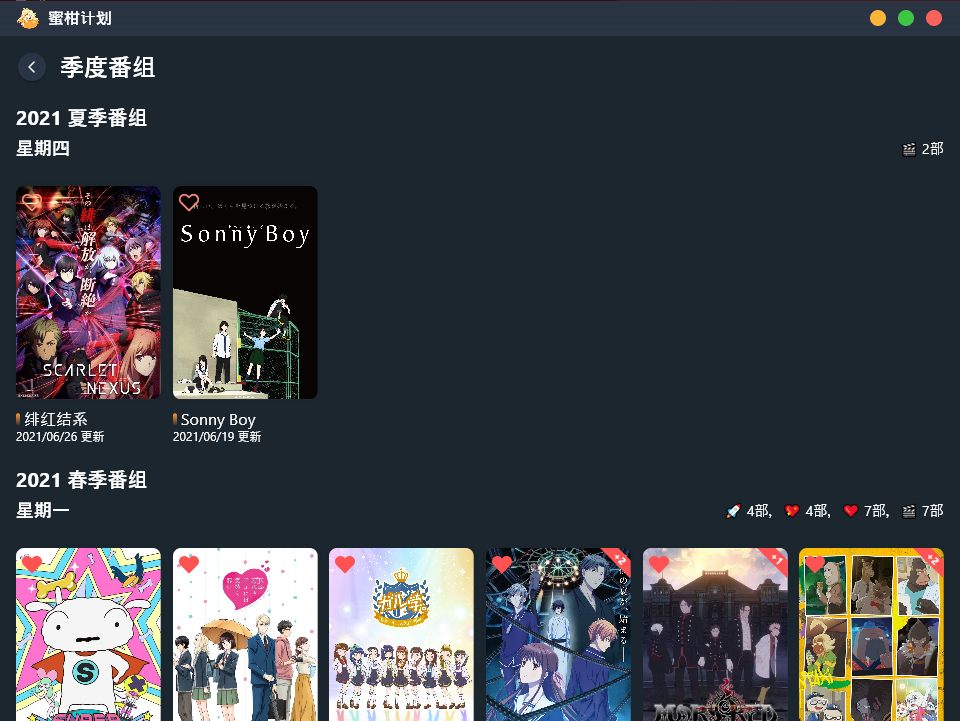 蜜柑计划
季度番组
2021 夏季番组
星期四
2部
その
緋は
解放か、
断絶か
SCARLET
NEXUS
Sonny Boy
绯红结系
2021/06/26 更新
Sonny Boy
2021/06/19 更新
2021 春季番组
星期一
4部, 4部, 7部, 7部
+2
+1
+2
S
SUPER